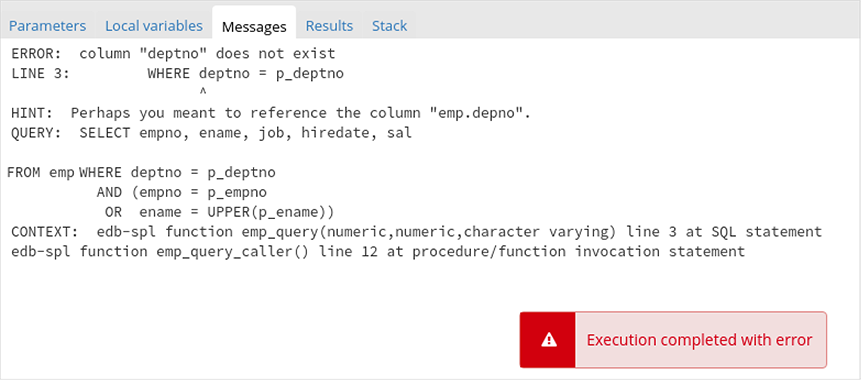 Parameters Local variables Messages Results Stack
ERROR:  column "deptno" does not exist
LINE 3:         WHERE deptno = p_deptno
                      ^
HINT:  Perhaps you meant to reference the column "emp.depno".
QUERY:  SELECT empno, ename, job, hiredate, sal
FROM emp WHERE deptno = p_deptno
AND (empno = p_empno
OR  ename = UPPER(p_ename))
CONTEXT:  edb-spl function emp_query(numeric,numeric,character varying) line 3 at SQL statement
edb-spl function emp_query_caller() line 12 at procedure/function invocation statement
Execution completed with error